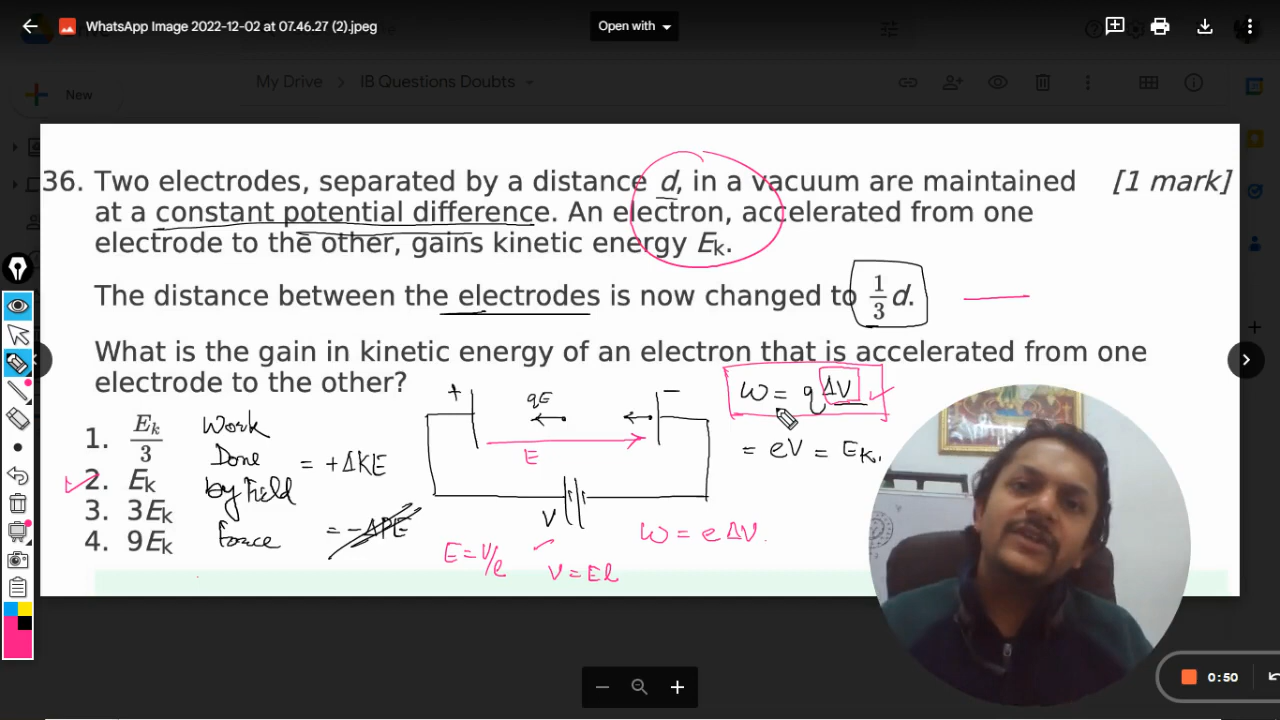 WhatsApp Image 2022-12-02 at 07.46.27 (2).jpeg
Open with
New
My Drive
IB Questions Doubts
36. Two electrodes, separated by a distance d, in a vacuum are maintained [1 mark]
at a constant potential difference. An electron, accelerated from one
electrode to the other, gains kinetic energy Ek.
The distance between the electrodes is now changed to 1/3 d.
What is the gain in kinetic energy of an electron that is accelerated from one
electrode to the other?
1. Ek/3
2. Ek
3. 3Ek
4. 9Ek
Work
Done
by Field
Force
= +ΔKE
= -ΔPE
+
-
qE
E
V
E = V/l
V = El
W = qΔV
= eV = Ek.
W = eΔV.
0:50